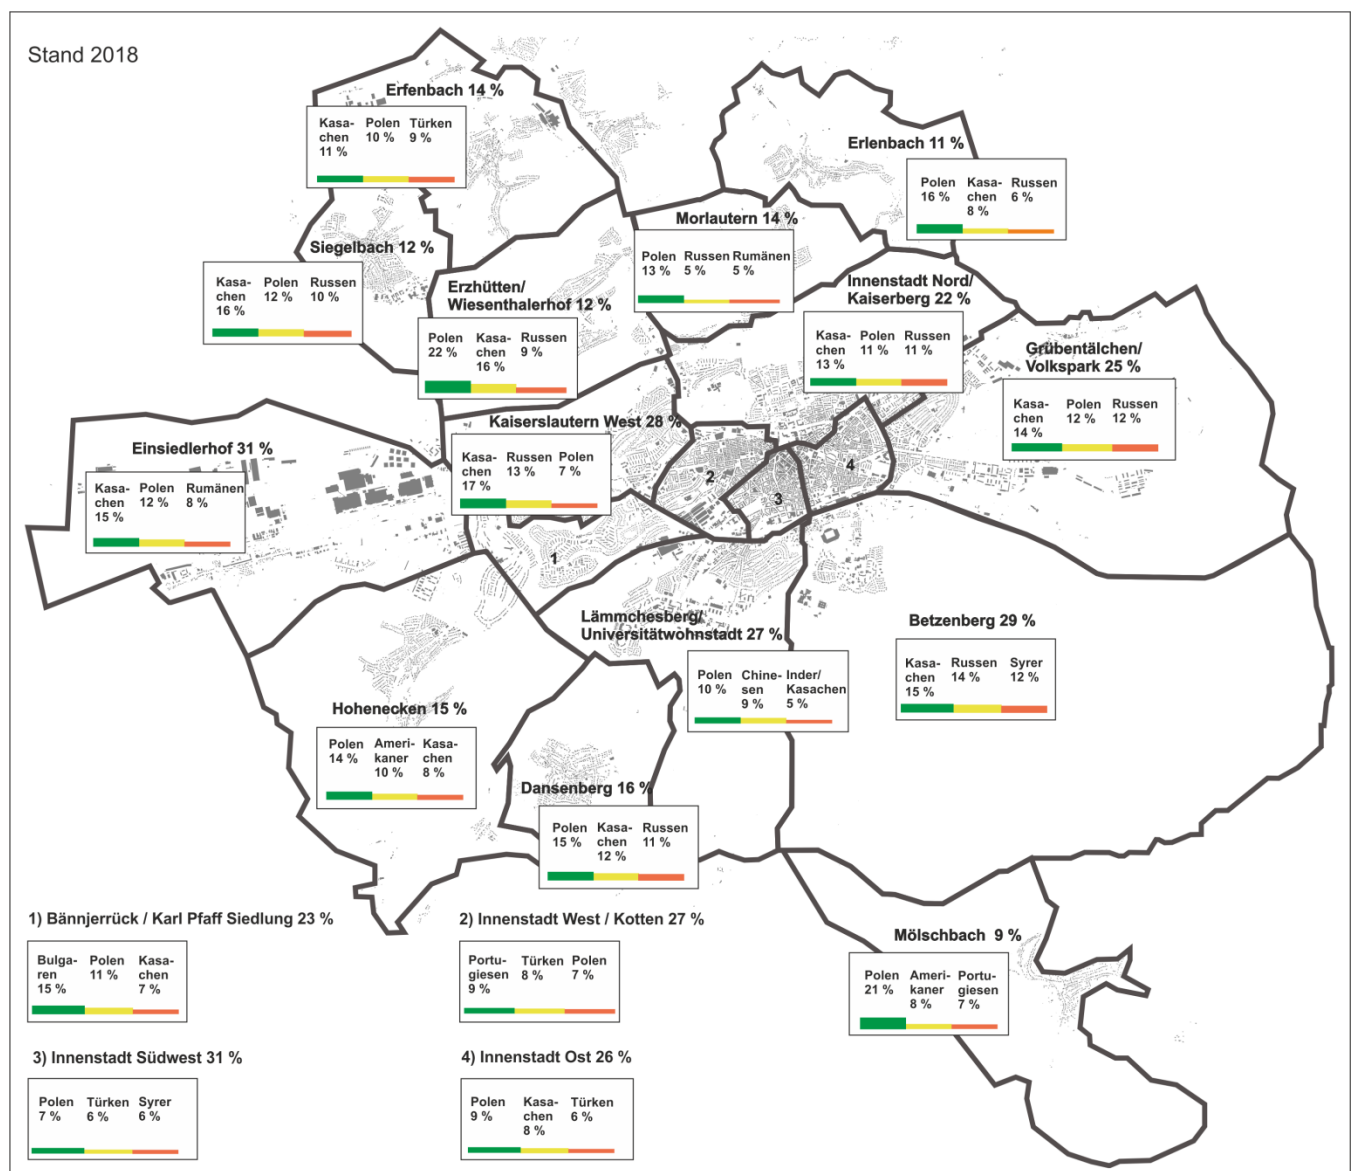 Stand 2018
Erfenbach 14 %
Kasa- Polen Türken
chen 10 % 9 %
11 %
Erlenbach 11 %
Polen Kasa- Russen
16 % chen 6 %
8 %
Siegelbach 12 %
Kasa- Polen Russen
chen 12 % 10 %
16 %
Morlautern 14 %
Polen Russen Rumänen
13 % 5 % 5 %
Erzhütten/
Wiesenthalerhof 12 %
Polen Kasa- Russen
22 % chen 9 %
16 %
Innenstadt Nord/
Kaiserberg 22 %
Kasa- Polen Russen
chen 11 % 11 %
13 %
Grübentälchen/
Volkspark 25 %
Kasa- Polen Russen
chen 12 % 12 %
14 %
Einsiedlerhof 31 %
Kasa- Polen Rumänen
chen 12 % 8 %
15 %
Kaiserslautern West 28 %
Kasa- Russen Polen
chen 13 % 7 %
17 %
2
4
3
1
Lämmchesberg/
Universitätwohnstadt 27 %
Polen Chine- Inder/
10 % sen Kasachen
9 % 5 %
Betzenberg 29 %
Kasa- Russen Syrer
chen 14 % 12 %
15 %
Hohenecken 15 %
Polen Ameri- Kasa-
14 % kaner chen
10 % 8 %
Dansenberg 16 %
Polen Kasa- Russen
15 % chen 11 %
12 %
Mölschbach 9 %
Polen Ameri- Portu-
21 % kaner giesen
8 % 7 %
1) Bännjerrück / Karl Pfaff Siedlung 23 %
Bulga- Polen Kasa-
ren 11 % chen
15 % 7 %
2) Innenstadt West / Kotten 27 %
Portu- Türken Polen
giesen 8 % 7 %
9 %
3) Innenstadt Südwest 31 %
Polen Türken Syrer
7 % 6 % 6 %
4) Innenstadt Ost 26 %
Polen Kasa- Türken
9 % chen 6 %
8 %